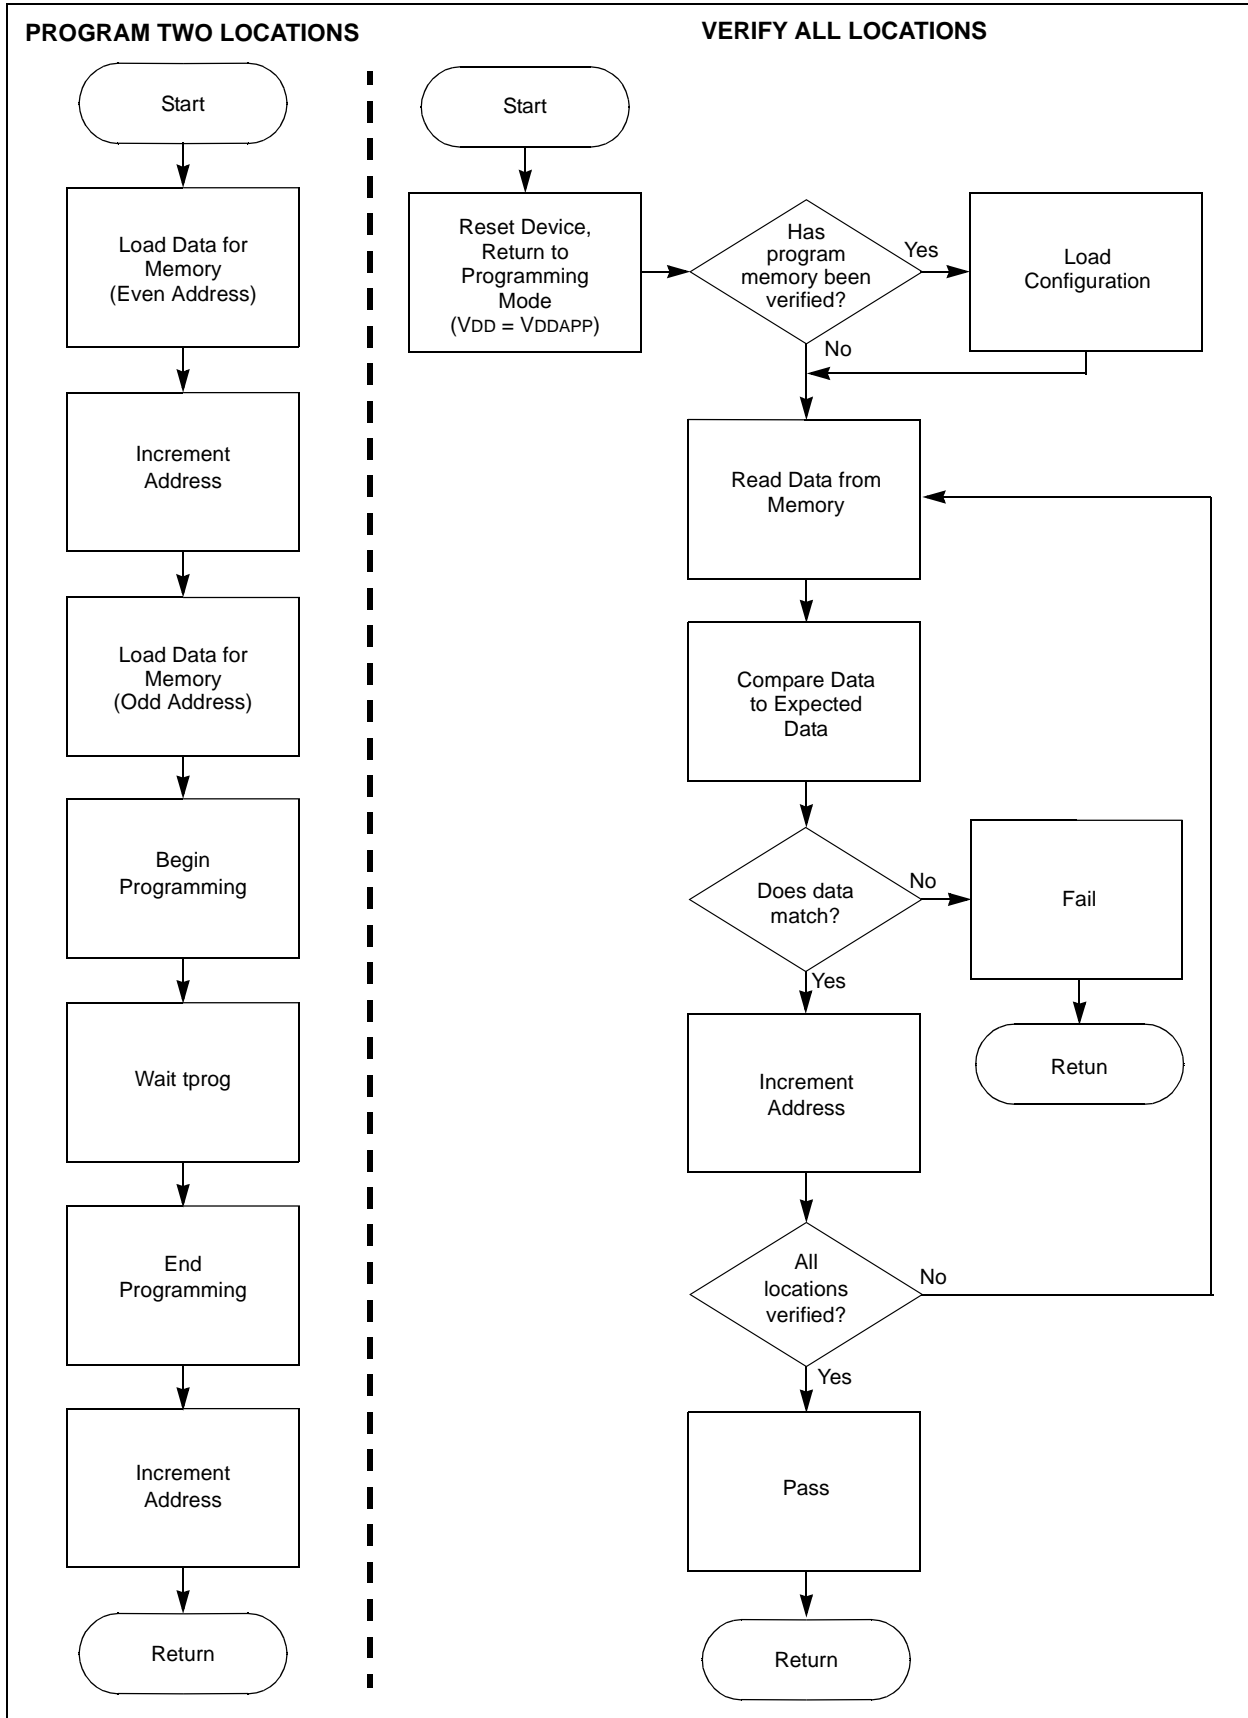 PROGRAM TWO LOCATIONS
Start
Load Data for
Memory
(Even Address)
Increment
Address
Load Data for
Memory
(Odd Address)
Begin
Programming
Wait tprog
End
Programming
Increment
Address
Return
VERIFY ALL LOCATIONS
Start
Reset Device,
Return to
Programming
Mode
(VDD = VDDAPP)
Has
program
memory been
verified?
Yes
Load
Configuration
No
Read Data from
Memory
Compare Data
to Expected
Data
Does data
match?
No
Fail
Retun
Yes
Increment
Address
All
locations
verified?
No
Yes
Pass
Return